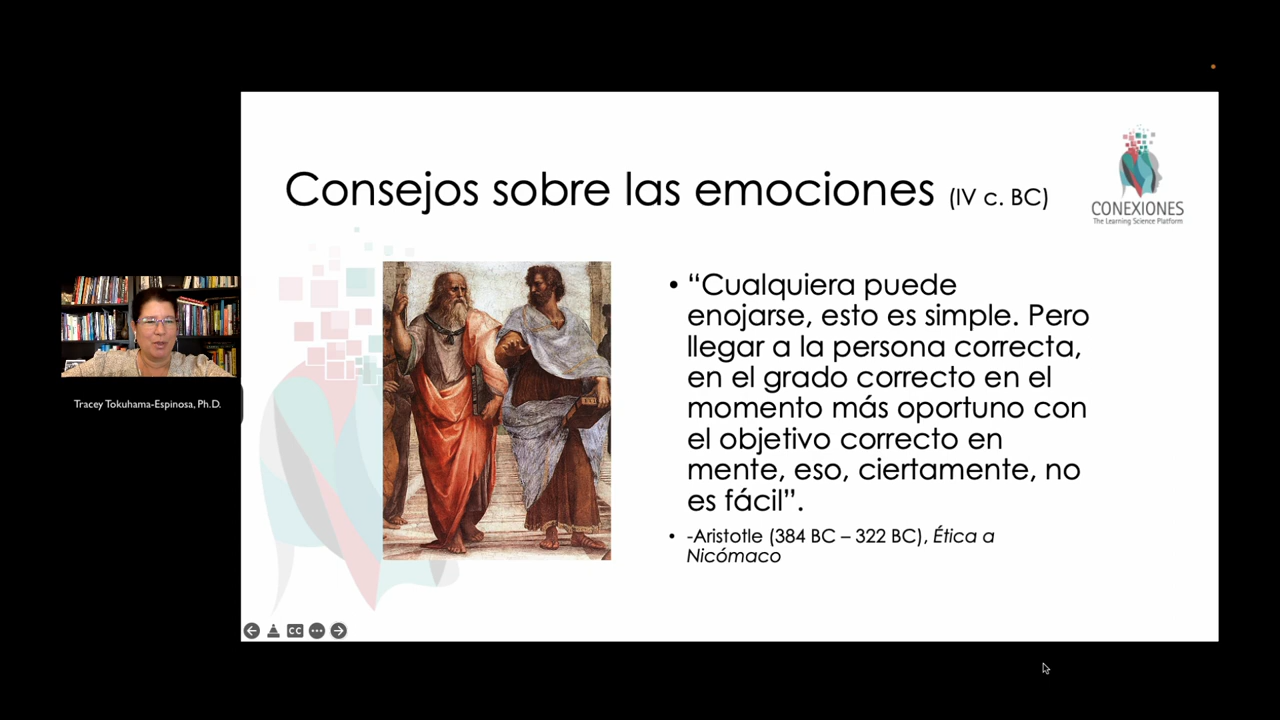 Consejos sobre las emociones (IV c. BC)
CONEXIONES
The Learning Science Platform
• “Cualquiera puede
enojarse, esto es simple. Pero
llegar a la persona correcta,
en el grado correcto en el
momento más oportuno con
el objetivo correcto en
mente, eso, ciertamente, no
es fácil”.
• -Aristotle (384 BC – 322 BC), Ética a
Nicómaco
Tracey Tokuhama-Espinosa, Ph.D.
CC